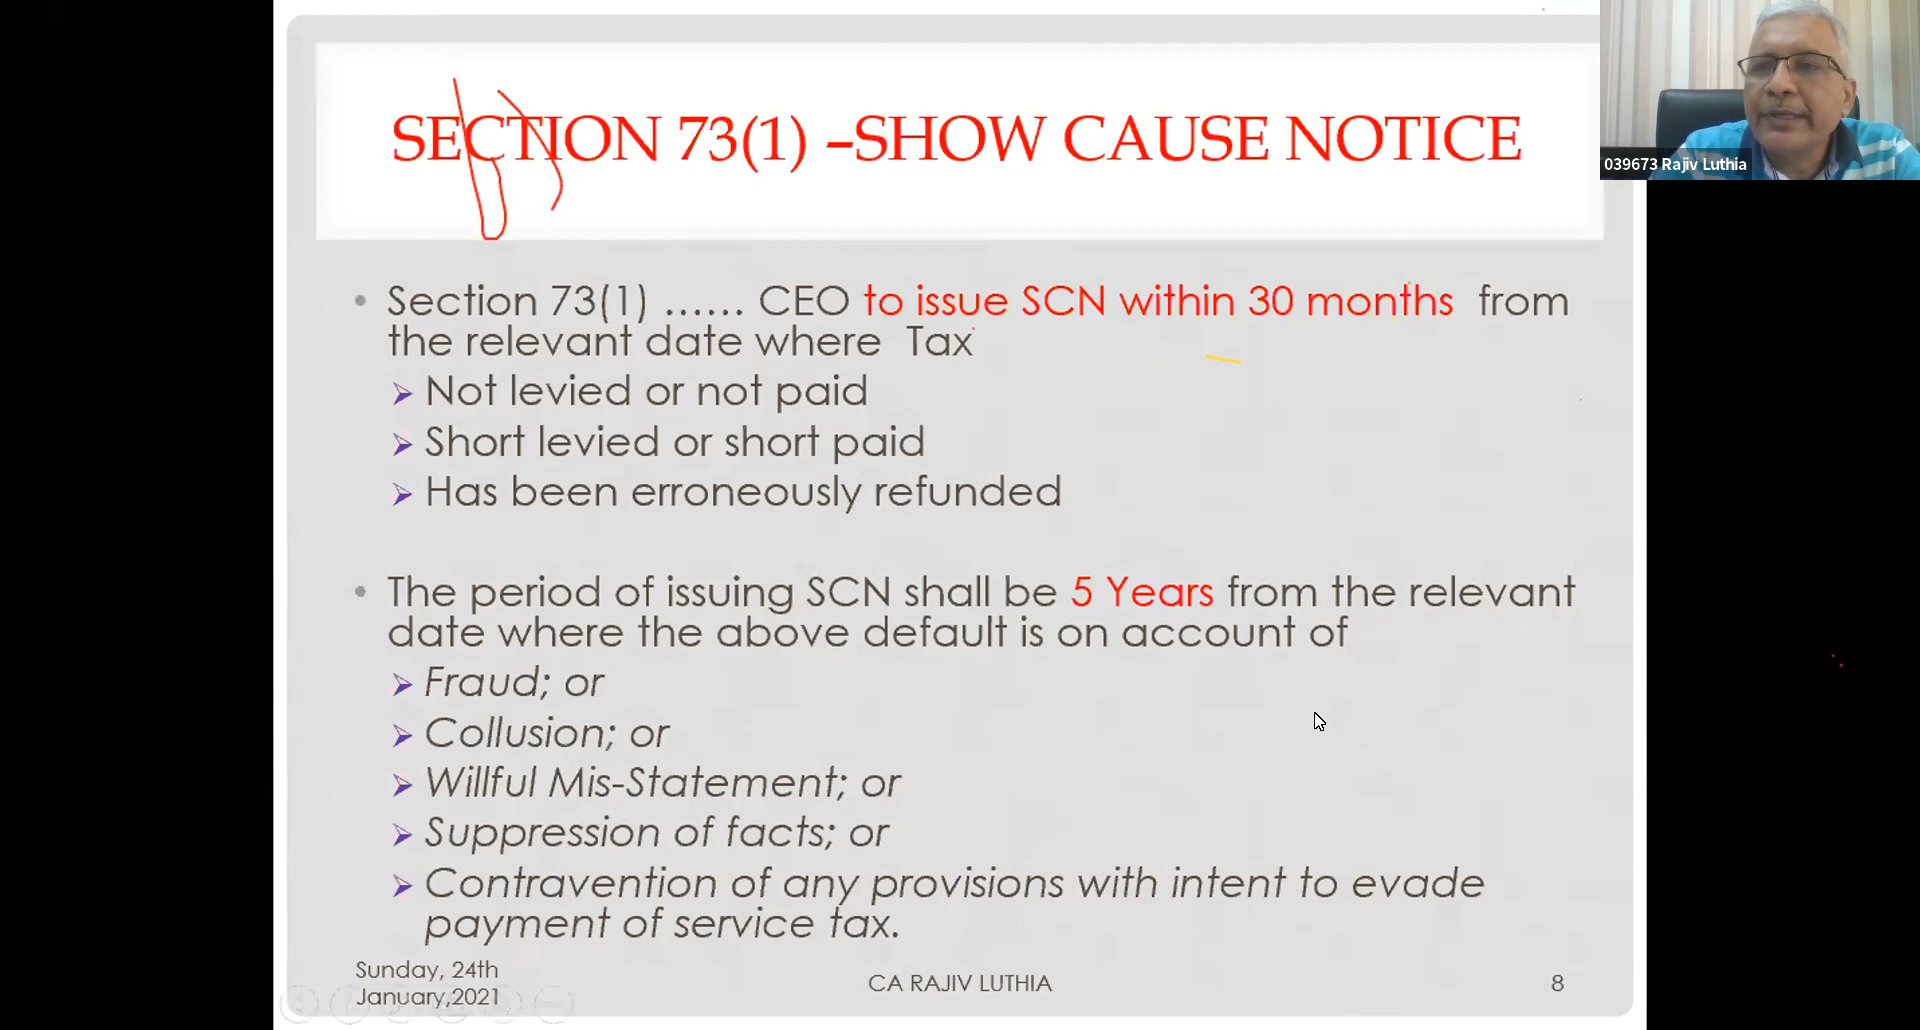 SECTION 73(1) –SHOW CAUSE NOTICE
039673 Rajiv Luthia
• Section 73(1) ...... CEO to issue SCN within 30 months from
the relevant date where Tax
➢ Not levied or not paid
➢ Short levied or short paid
➢ Has been erroneously refunded
• The period of issuing SCN shall be 5 Years from the relevant
date where the above default is on account of
➢ Fraud; or
➢ Collusion; or
➢ Willful Mis-Statement; or
➢ Suppression of facts; or
➢ Contravention of any provisions with intent to evade
payment of service tax.
Sunday, 24th
January,2021
CA RAJIV LUTHIA
8